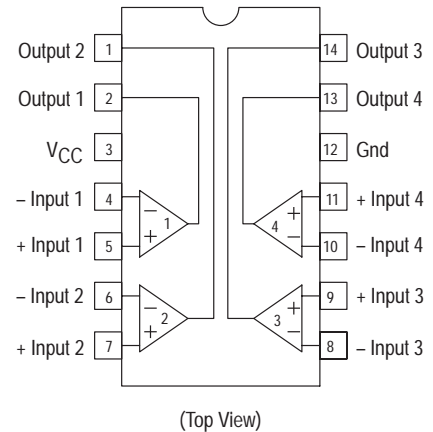 Output 2 1 14 Output 3
Output 1 2 13 Output 4
VCC 3 12 Gnd
– Input 1 4 – 1 + 4 11 + Input 4
+ Input 1 5 + – 10 – Input 4
– Input 2 6 – 2 + 3 9 + Input 3
+ Input 2 7 + – 8 – Input 3
(Top View)